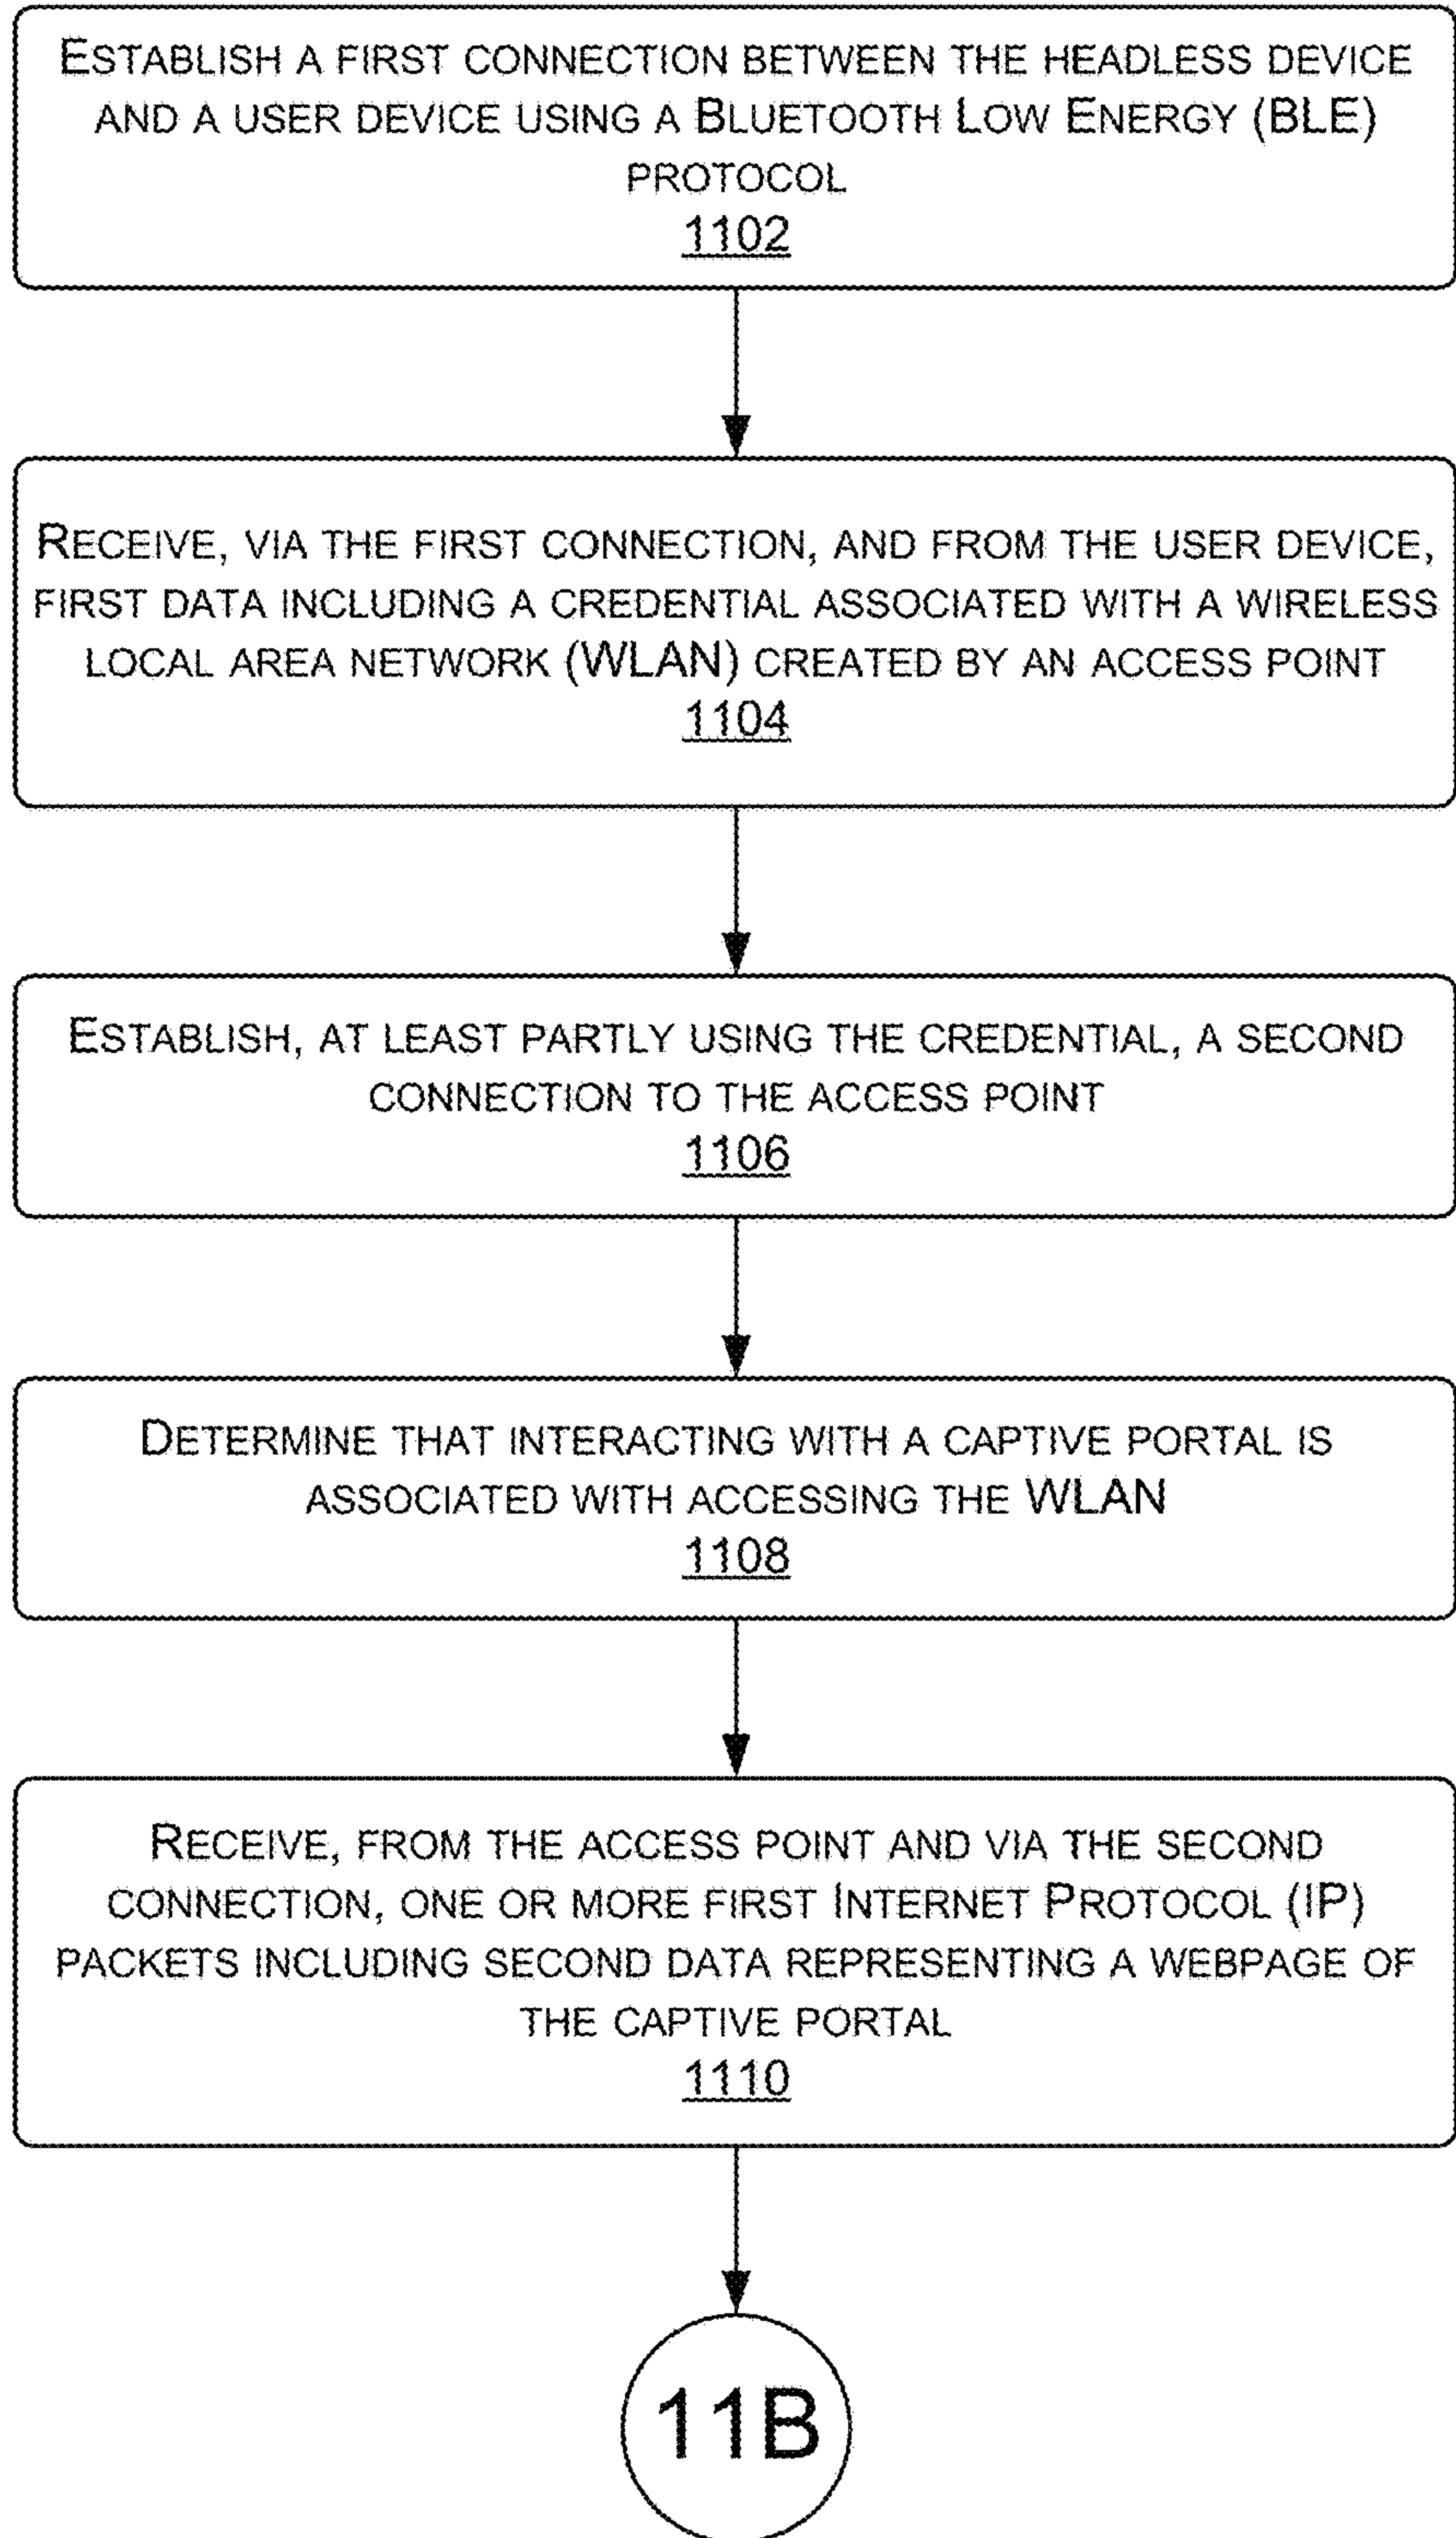 ESTABLISH A FIRST CONNECTION BETWEEN THE HEADLESS DEVICE
AND A USER DEVICE USING A BLUETOOTH LOW ENERGY (BLE)
PROTOCOL
1102
RECEIVE, VIA THE FIRST CONNECTION, AND FROM THE USER DEVICE,
FIRST DATA INCLUDING A CREDENTIAL ASSOCIATED WITH A WIRELESS
LOCAL AREA NETWORK (WLAN) CREATED BY AN ACCESS POINT
1104
ESTABLISH, AT LEAST PARTLY USING THE CREDENTIAL, A SECOND
CONNECTION TO THE ACCESS POINT
1106
DETERMINE THAT INTERACTING WITH A CAPTIVE PORTAL IS
ASSOCIATED WITH ACCESSING THE WLAN
1108
RECEIVE, FROM THE ACCESS POINT AND VIA THE SECOND
CONNECTION, ONE OR MORE FIRST INTERNET PROTOCOL (IP)
PACKETS INCLUDING SECOND DATA REPRESENTING A WEBPAGE OF
THE CAPTIVE PORTAL
1110
11B